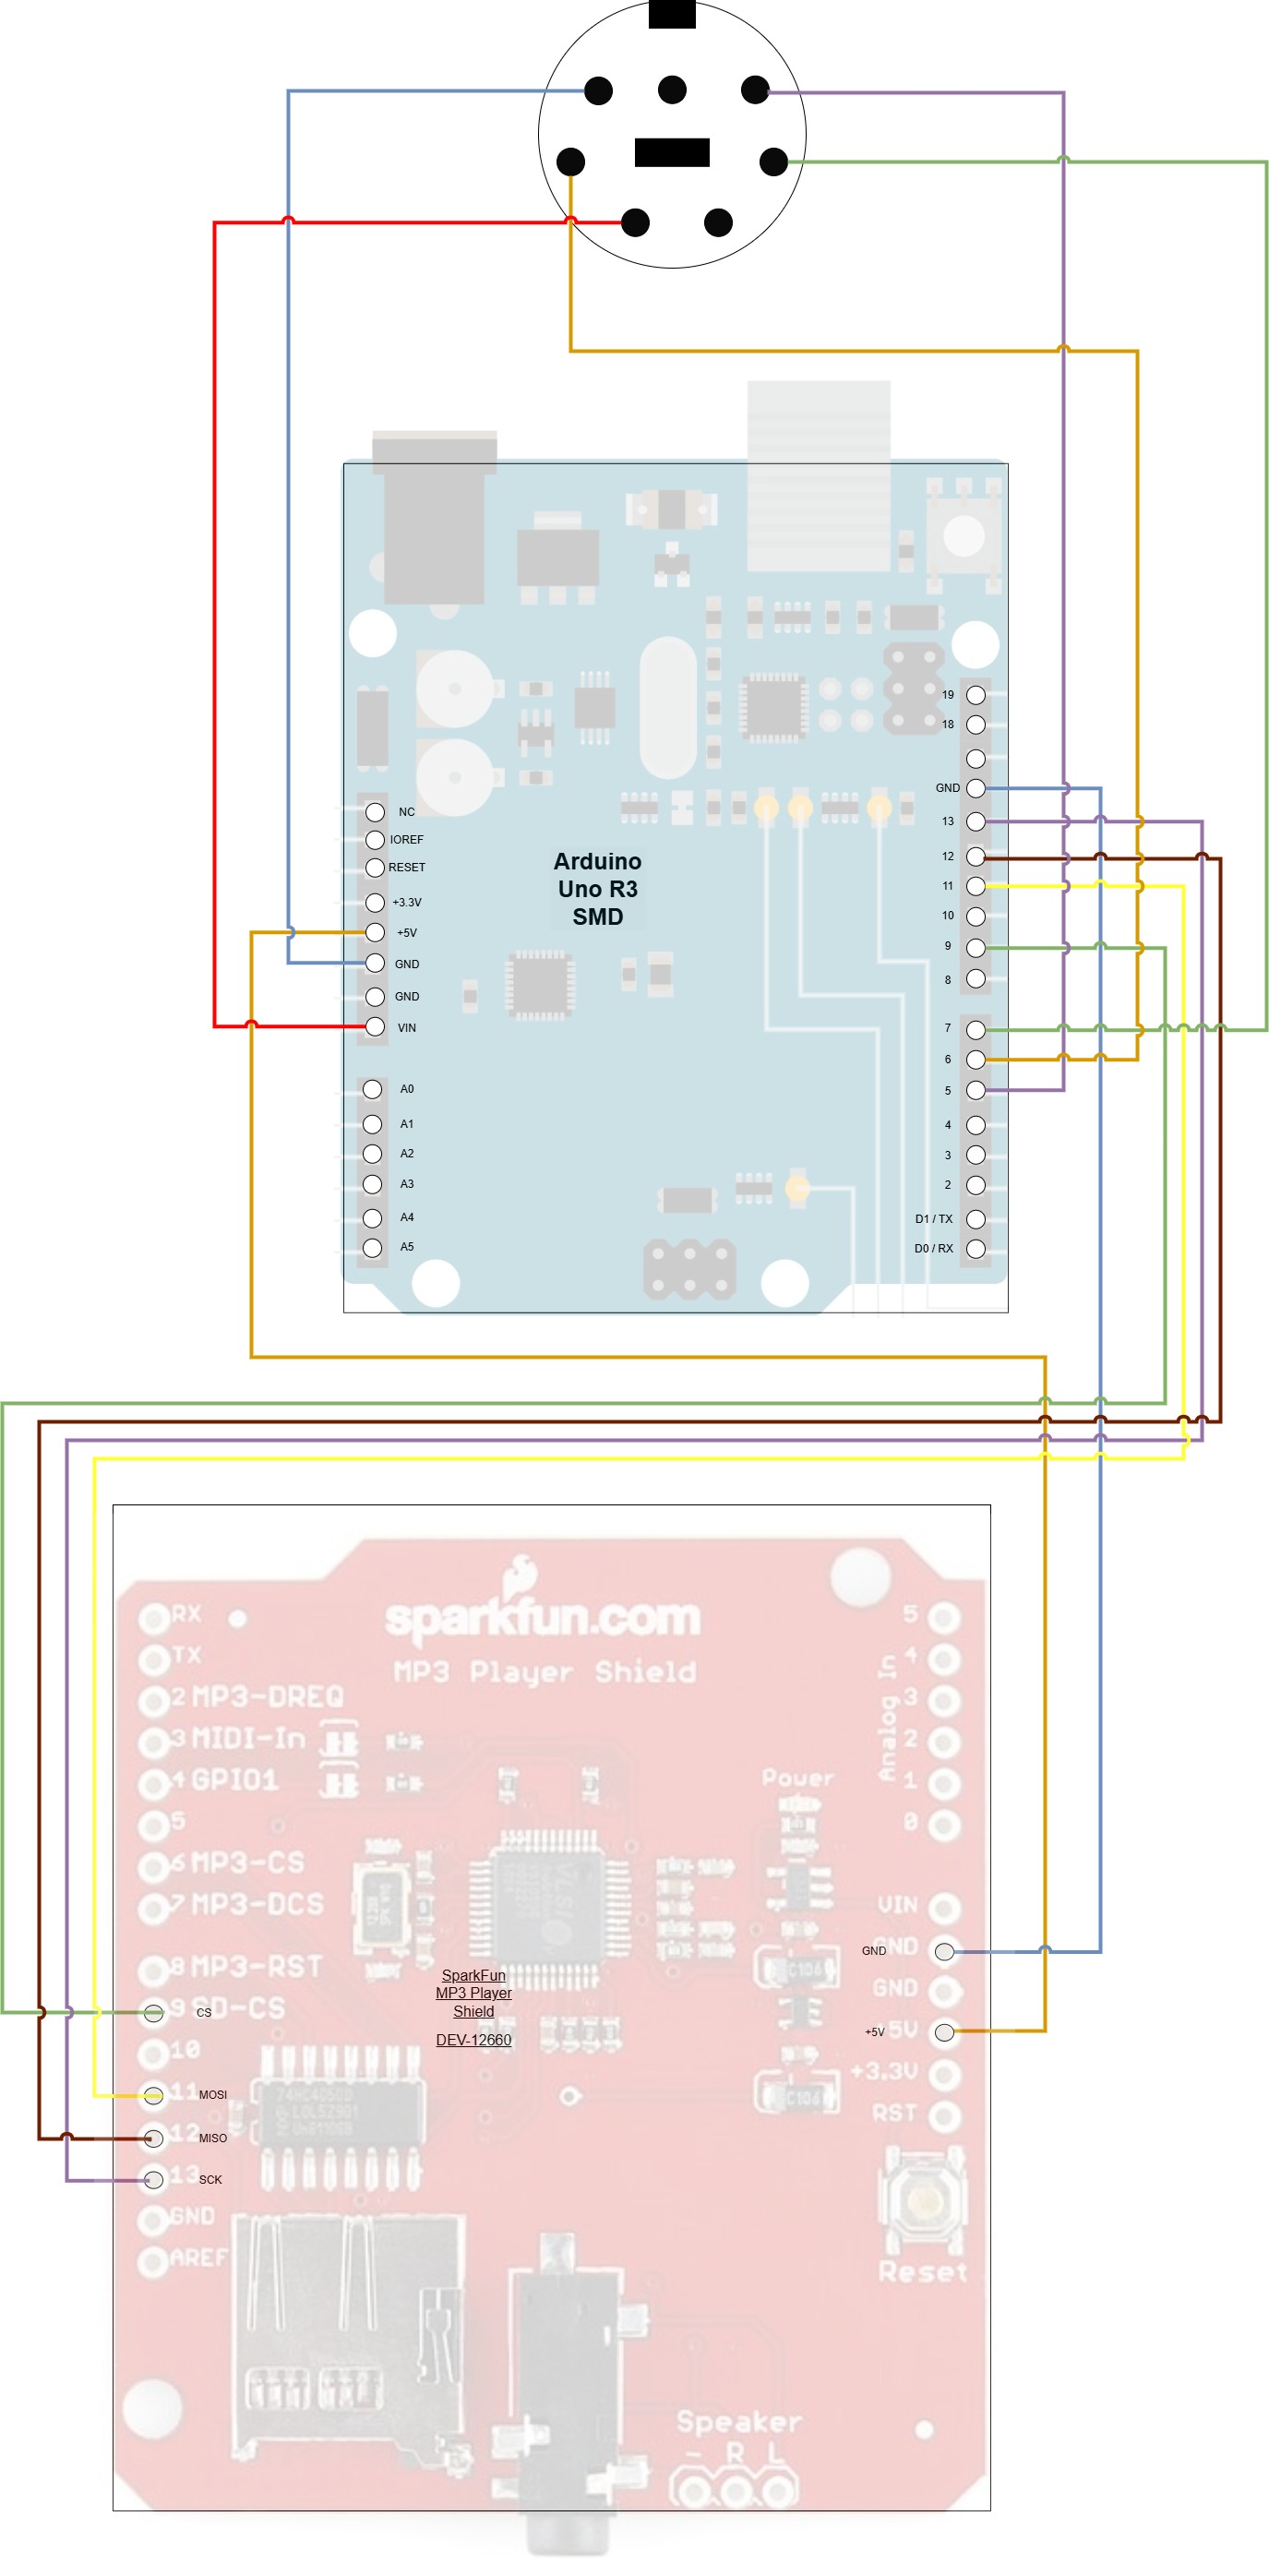 19
18
GND
13
12
11
10
9
8
7
6
5
4
3
2
D1 / TX
D0 / RX
NC
IOREF
RESET
+3.3V
+5V
GND
GND
VIN
A0
A1
A2
A3
A4
A5
Arduino
Uno R3
SMD
sparkfun.com
MP3 Player Shield
RX
TX
2 MP3-DREQ
3 MIDI-In
4 GPIO1
5
6 MP3-CS
7 MP3-DCS
8 MP3-RST
9 SD-CS
CS
10
11 MOSI
12 MISO
13 SCK
GND
AREF
SparkFun
MP3 Player
Shield
DEV-12660
Power
Analog In
5
4
3
2
1
0
VIN
GND GND
GND
+5V 5V
+3.3V
RST
Reset
C106
C106
VLSI
74HC4050D
Speaker
- R L